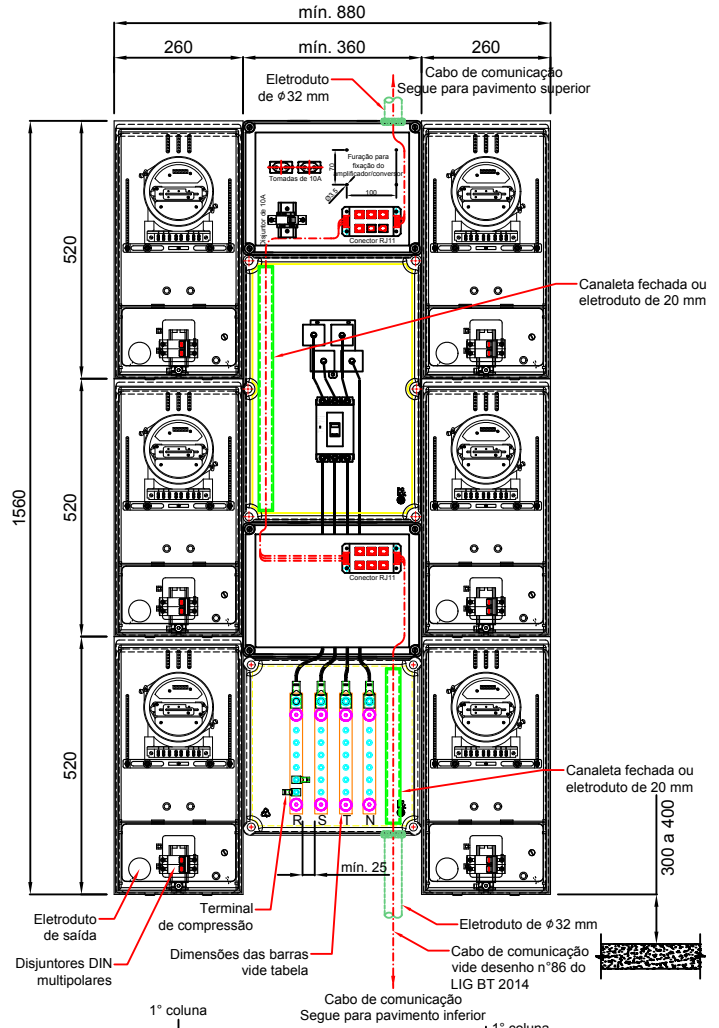 mín. 880
260
mín. 360
260
Eletroduto
de ϕ32 mm
Cabo de comunicação
Segue para pavimento superior
Tomadas de 10A
Furação para
fixação do
amplificador/conversor
70
100
Ø3,5
Disjuntor de 10A
Conector RJ11
520
Canaleta fechada ou
eletroduto de 20 mm
1560
520
Conector RJ11
520
Canaleta fechada ou
eletroduto de 20 mm
R S T N
mín. 25
300 a 400
Eletroduto
de saída
Terminal
de compressão
Eletroduto de ϕ32 mm
Disjuntores DIN
multipolares
Dimensões das barras
vide tabela
Cabo de comunicação
vide desenho n°86 do
LIG BT 2014
Cabo de comunicação
Segue para pavimento inferior
1° coluna
1° coluna